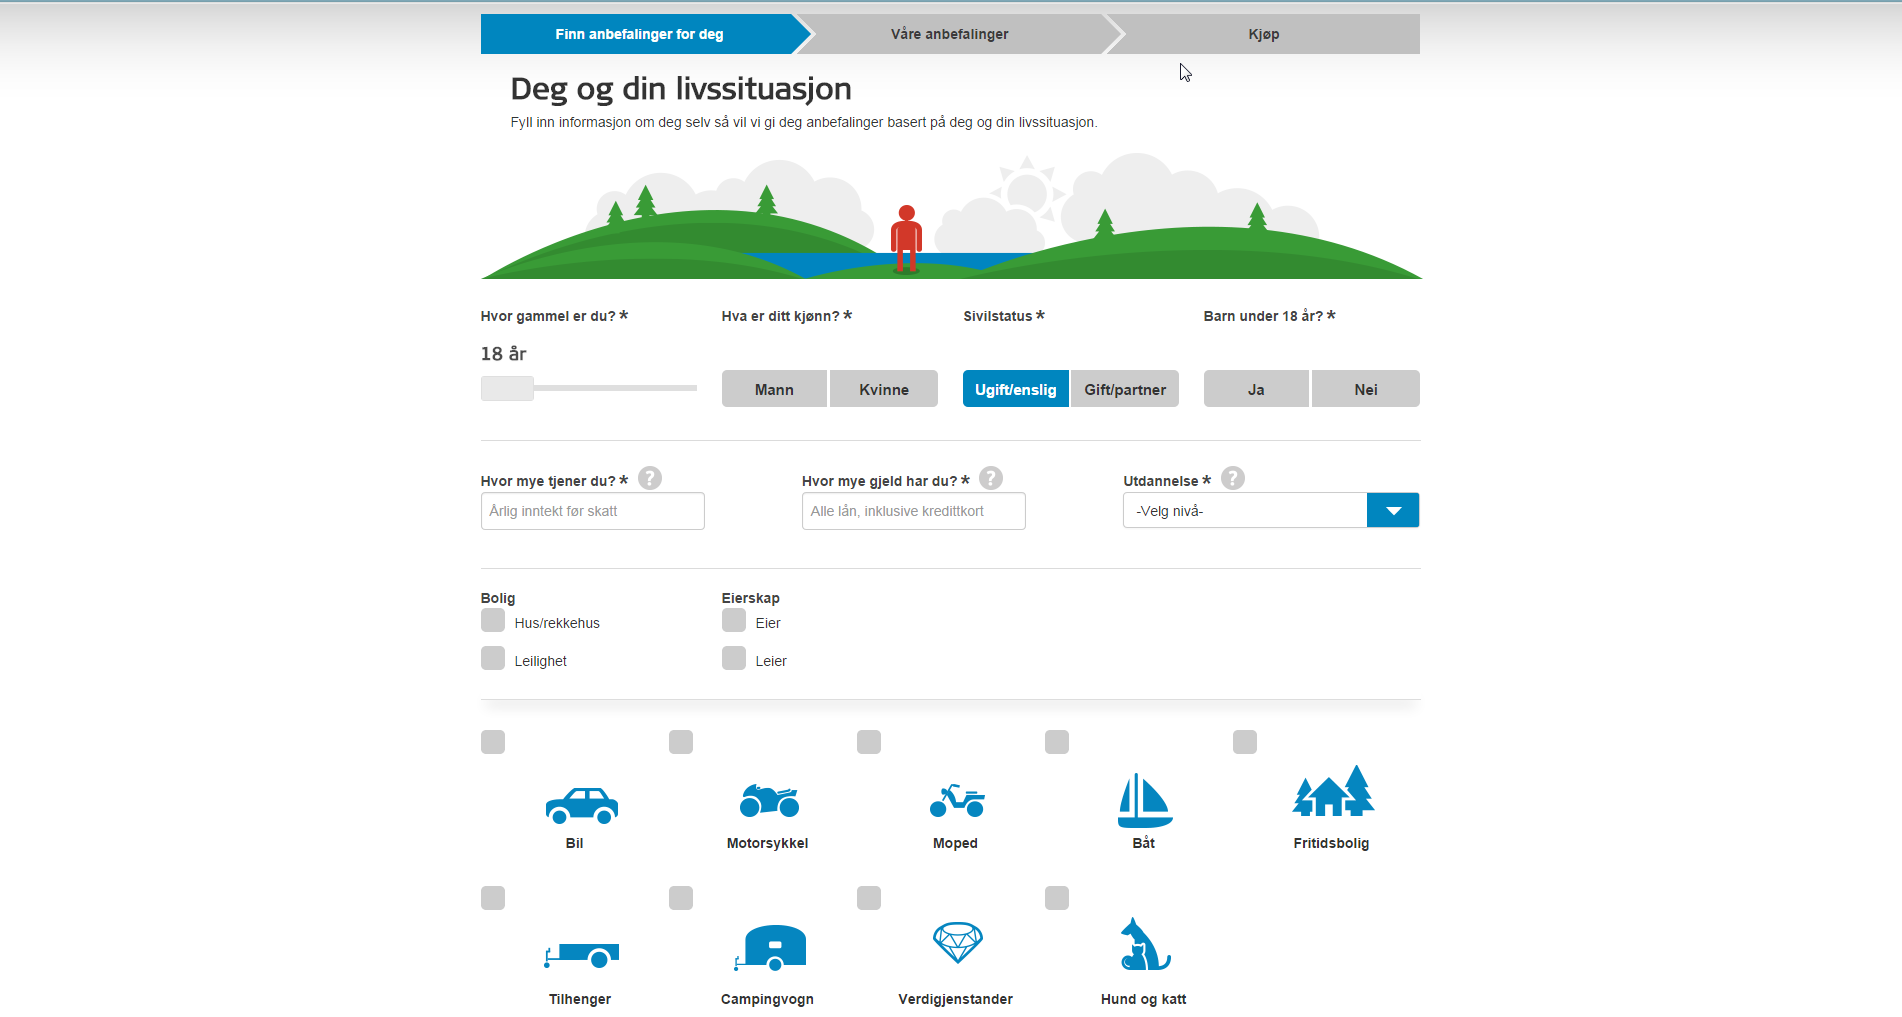 Finn anbefalinger for deg
Våre anbefalinger
Kjøp
Deg og din livssituasjon
Fyll inn informasjon om deg selv så vil vi gi deg anbefalinger basert på deg og din livssituasjon.
Hvor gammel er du? *
Hva er ditt kjønn? *
Sivilstatus *
Barn under 18 år? *
18 år
Mann
Kvinne
Ugift/enslig
Gift/partner
Ja
Nei
Hvor mye tjener du? * ?
Hvor mye gjeld har du? * ?
Utdannelse * ?
Årlig inntekt før skatt
Alle lån, inklusive kredittkort
-Velg nivå-
Bolig
Eierskap
Hus/rekkehus
Eier
Leilighet
Leier
Bil
Motorsykkel
Moped
Båt
Fritidsbolig
Tilhenger
Campingvogn
Verdigjenstander
Hund og katt